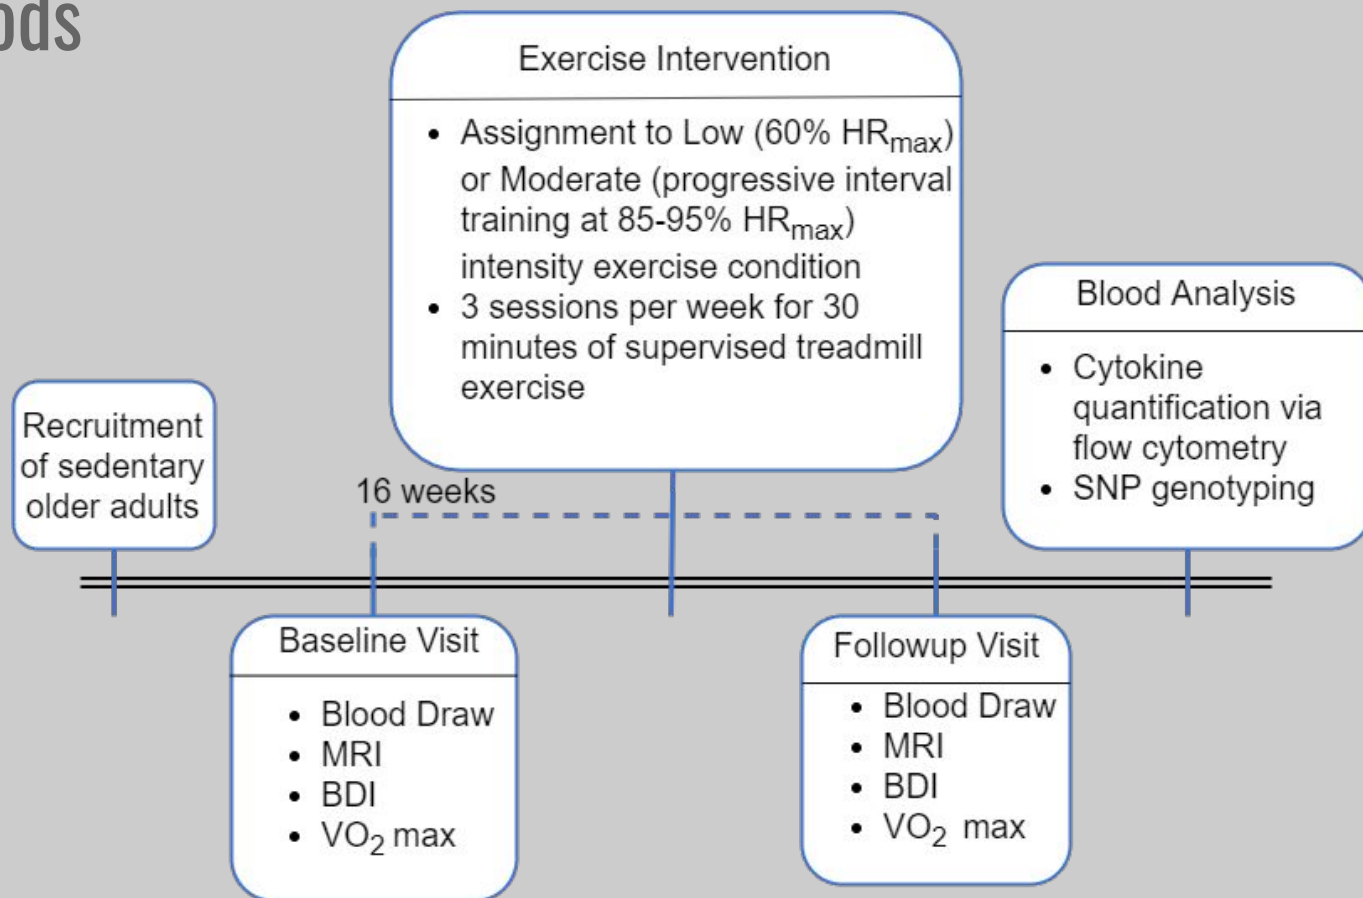 Exercise Intervention
• Assignment to Low (60% HRmax)
or Moderate (progressive interval
training at 85-95% HRmax)
intensity exercise condition
• 3 sessions per week for 30
minutes of supervised treadmill
exercise
Blood Analysis
• Cytokine
quantification via
flow cytometry
• SNP genotyping
Recruitment
of sedentary
older adults
16 weeks
Baseline Visit
• Blood Draw
• MRI
• BDI
• VO2 max
Followup Visit
• Blood Draw
• MRI
• BDI
• VO2 max